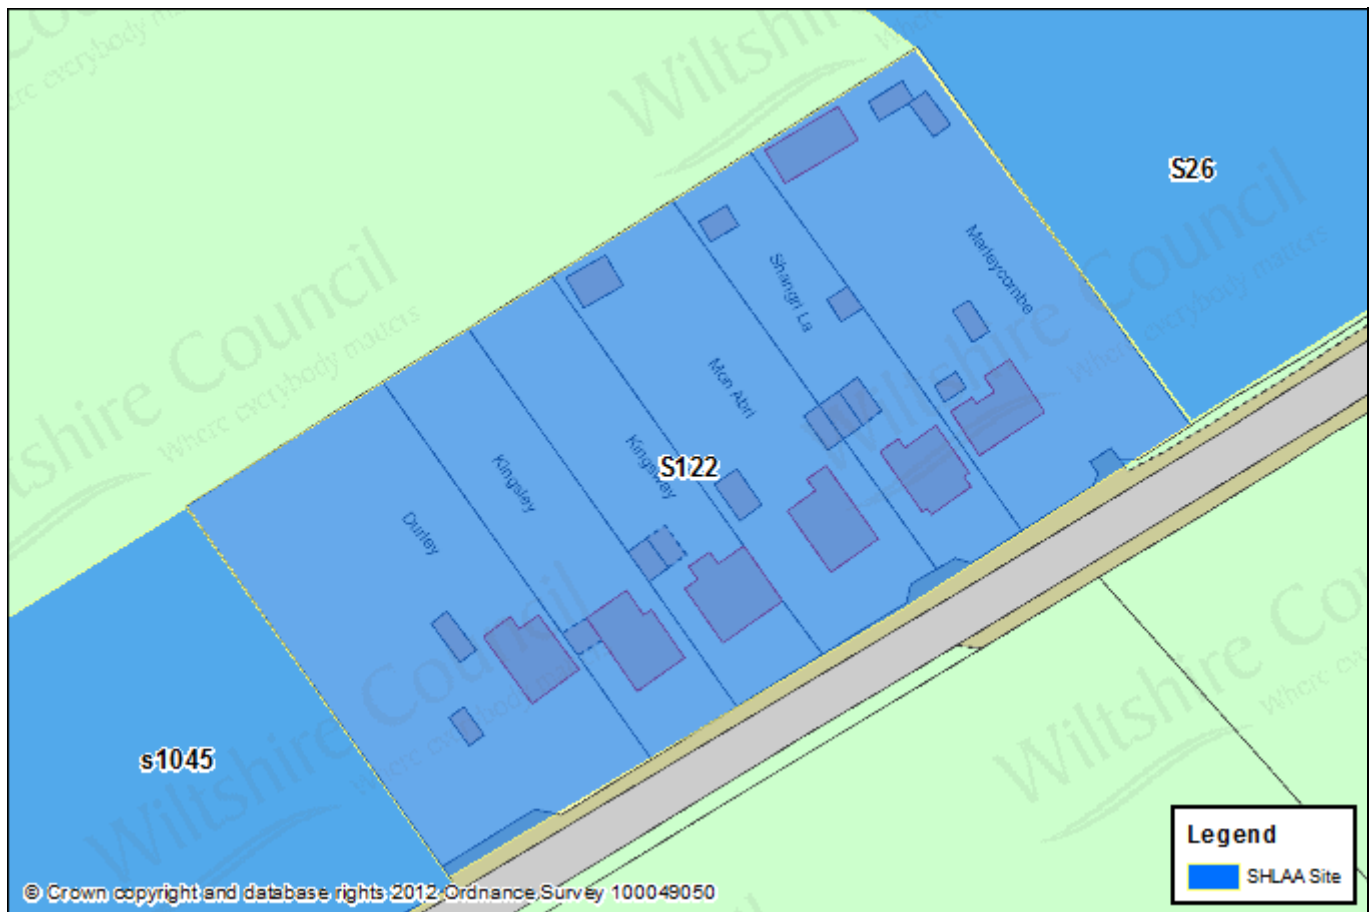 Wiltshire Council
Where everybody matters
S26
Marleycombe
Shangri La
Mon Abri
Kingsway
S122
Kingsley
Durley
s1045
Legend
SHLAA Site
© Crown copyright and database rights 2012 Ordnance Survey 100049050